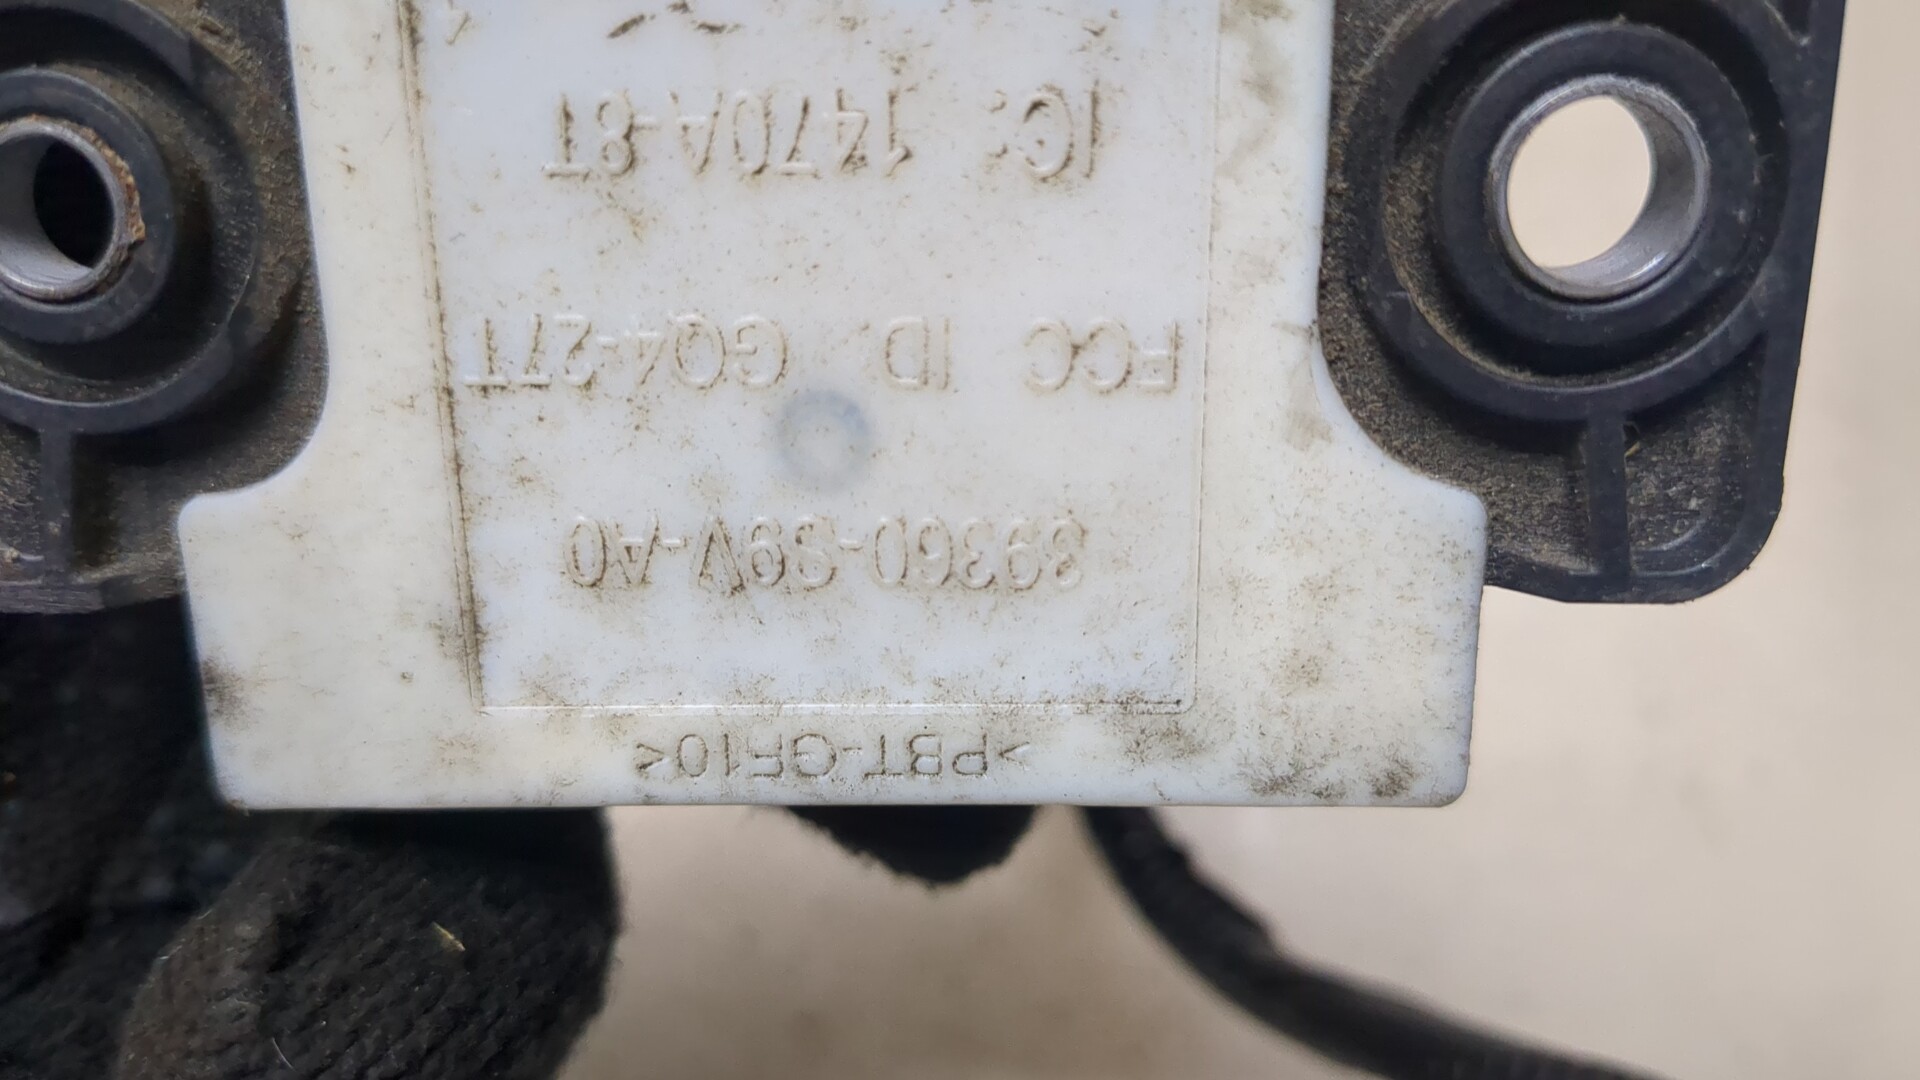 >PBT-GF10<
39360-S9V-A0
FCC ID: GQ4-27T
IC: 1470A-8T